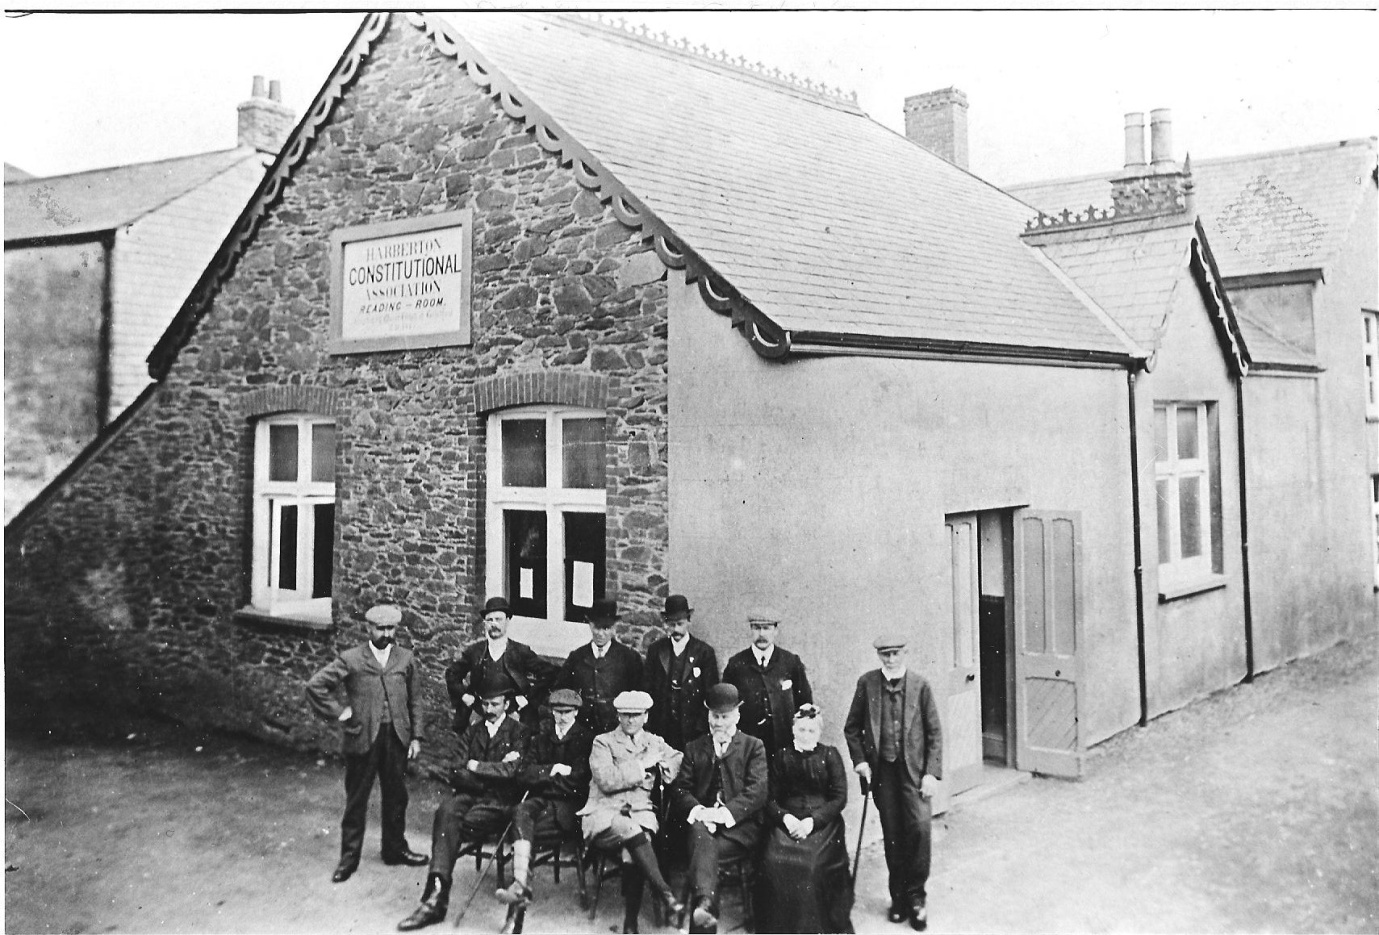 HARBERTON
CONSTITUTIONAL
ASSOCIATION
READING-ROOM.